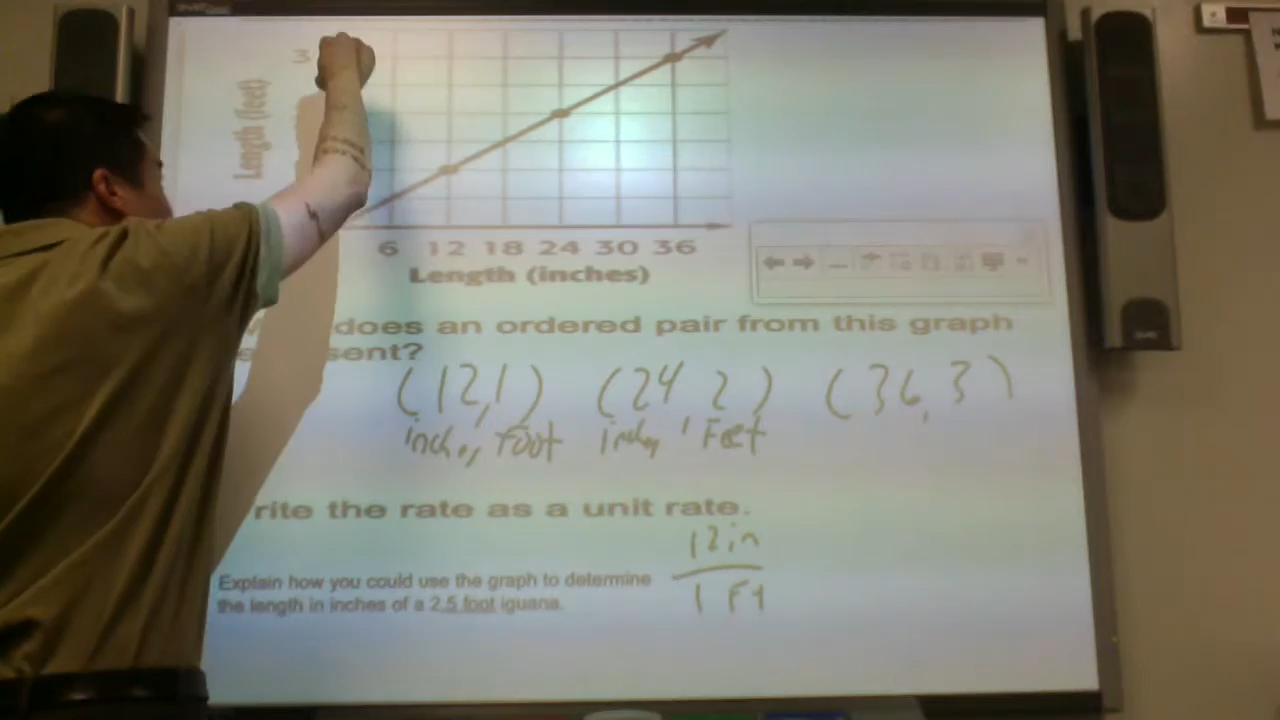 3
Length (feet)
6 12 18 24 30 36
Length (inches)
does an ordered pair from this graph
sent?
(12,1) (24 2) (36,3)
inch, foot inch, Feet
rite the rate as a unit rate.
12in
1 Ft
Explain how you could use the graph to determine
the length in inches of a 2.5 foot iguana.